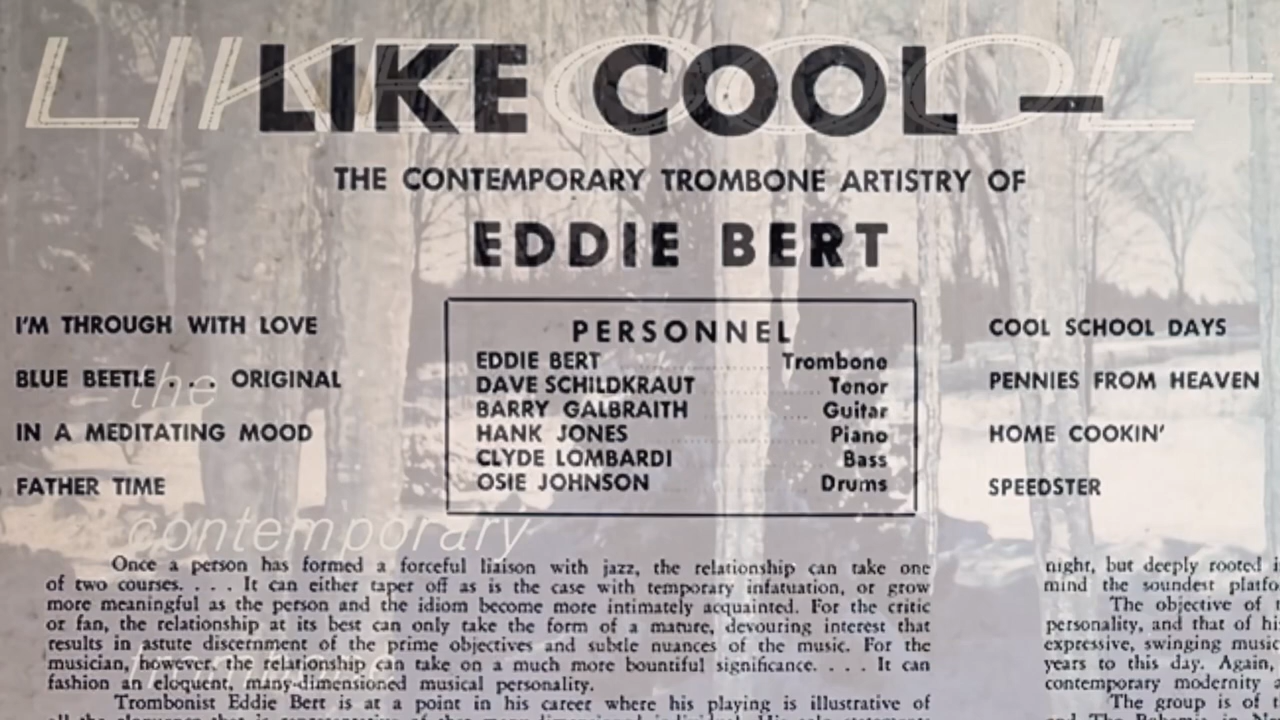 LIKE COOL —
LIKE COOL —
THE CONTEMPORARY TROMBONE ARTISTRY OF
EDDIE BERT
I'M THROUGH WITH LOVE
BLUE BEETLE . . . ORIGINAL
IN A MEDITATING MOOD
FATHER TIME
PERSONNEL
EDDIE BERT Trombone
DAVE SCHILDKRAUT Tenor
BARRY GALBRAITH Guitar
HANK JONES Piano
CLYDE LOMBARDI Bass
OSIE JOHNSON Drums
COOL SCHOOL DAYS
PENNIES FROM HEAVEN
HOME COOKIN'
SPEEDSTER
the
contemporary
Once a person has formed a forceful liaison with jazz, the relationship can take one
of two courses. . . . It can either taper off as is the case with temporary infatuation, or grow
more meaningful as the person and the idiom become more intimately acquainted. For the critic
or fan, the relationship at its best can only take the form of a mature, devouring interest that
results in astute discernment of the prime objectives and subtle nuances of the music. For the
musician, however, the relationship can take on a much more bountiful significance. . . . It can
fashion an eloquent, many-dimensioned musical personality.
Trombonist Eddie Bert is at a point in his career where his playing is illustrative of
night, but deeply rooted
mind the soundest
The objective of
personality, and that of his
expressive, swinging music
years to this day. Again,
contemporary modernity
The group is of